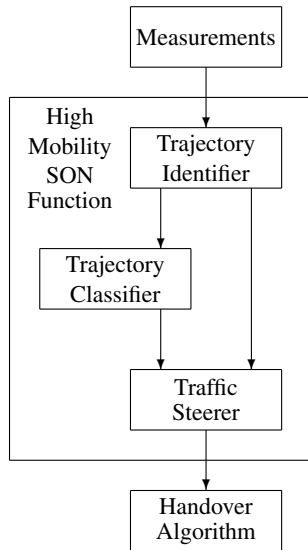 Measurements
High
Mobility
SON
Function
Trajectory
Identifier
Trajectory
Classifier
Traffic
Steerer
Handover
Algorithm